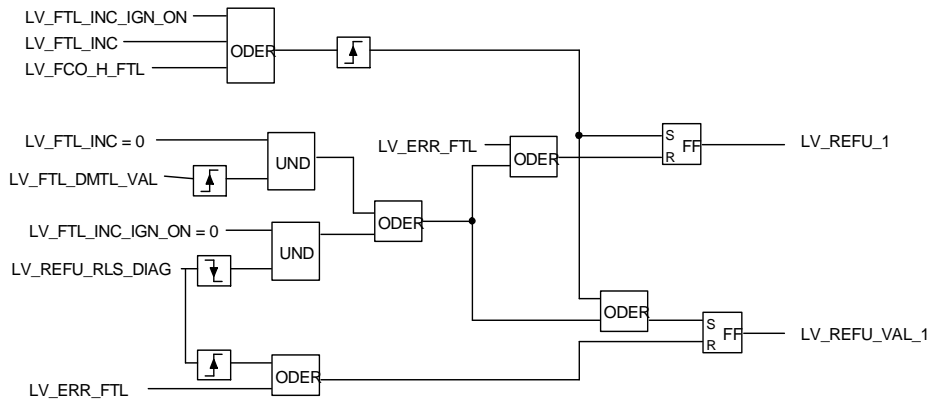 LV_FTL_INC_IGN_ON
LV_FTL_INC
ODER
LV_FCO_H_FTL
LV_FTL_INC = 0
LV_ERR_FTL
S
FF
LV_REFU_1
UND
ODER
R
LV_FTL_DMTL_VAL
ODER
LV_FTL_INC_IGN_ON = 0
UND
LV_REFU_RLS_DIAG
ODER
S
FF
LV_REFU_VAL_1
R
ODER
LV_ERR_FTL